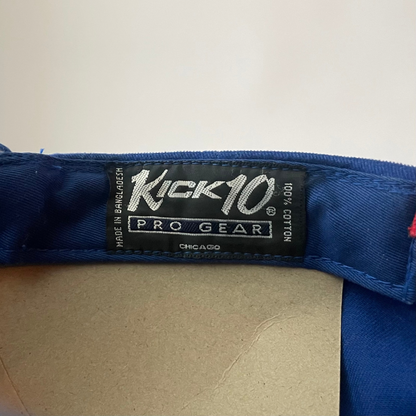 MADE IN BANGLADESH
KICK10®
PRO GEAR
CHICAGO
100% COTTON